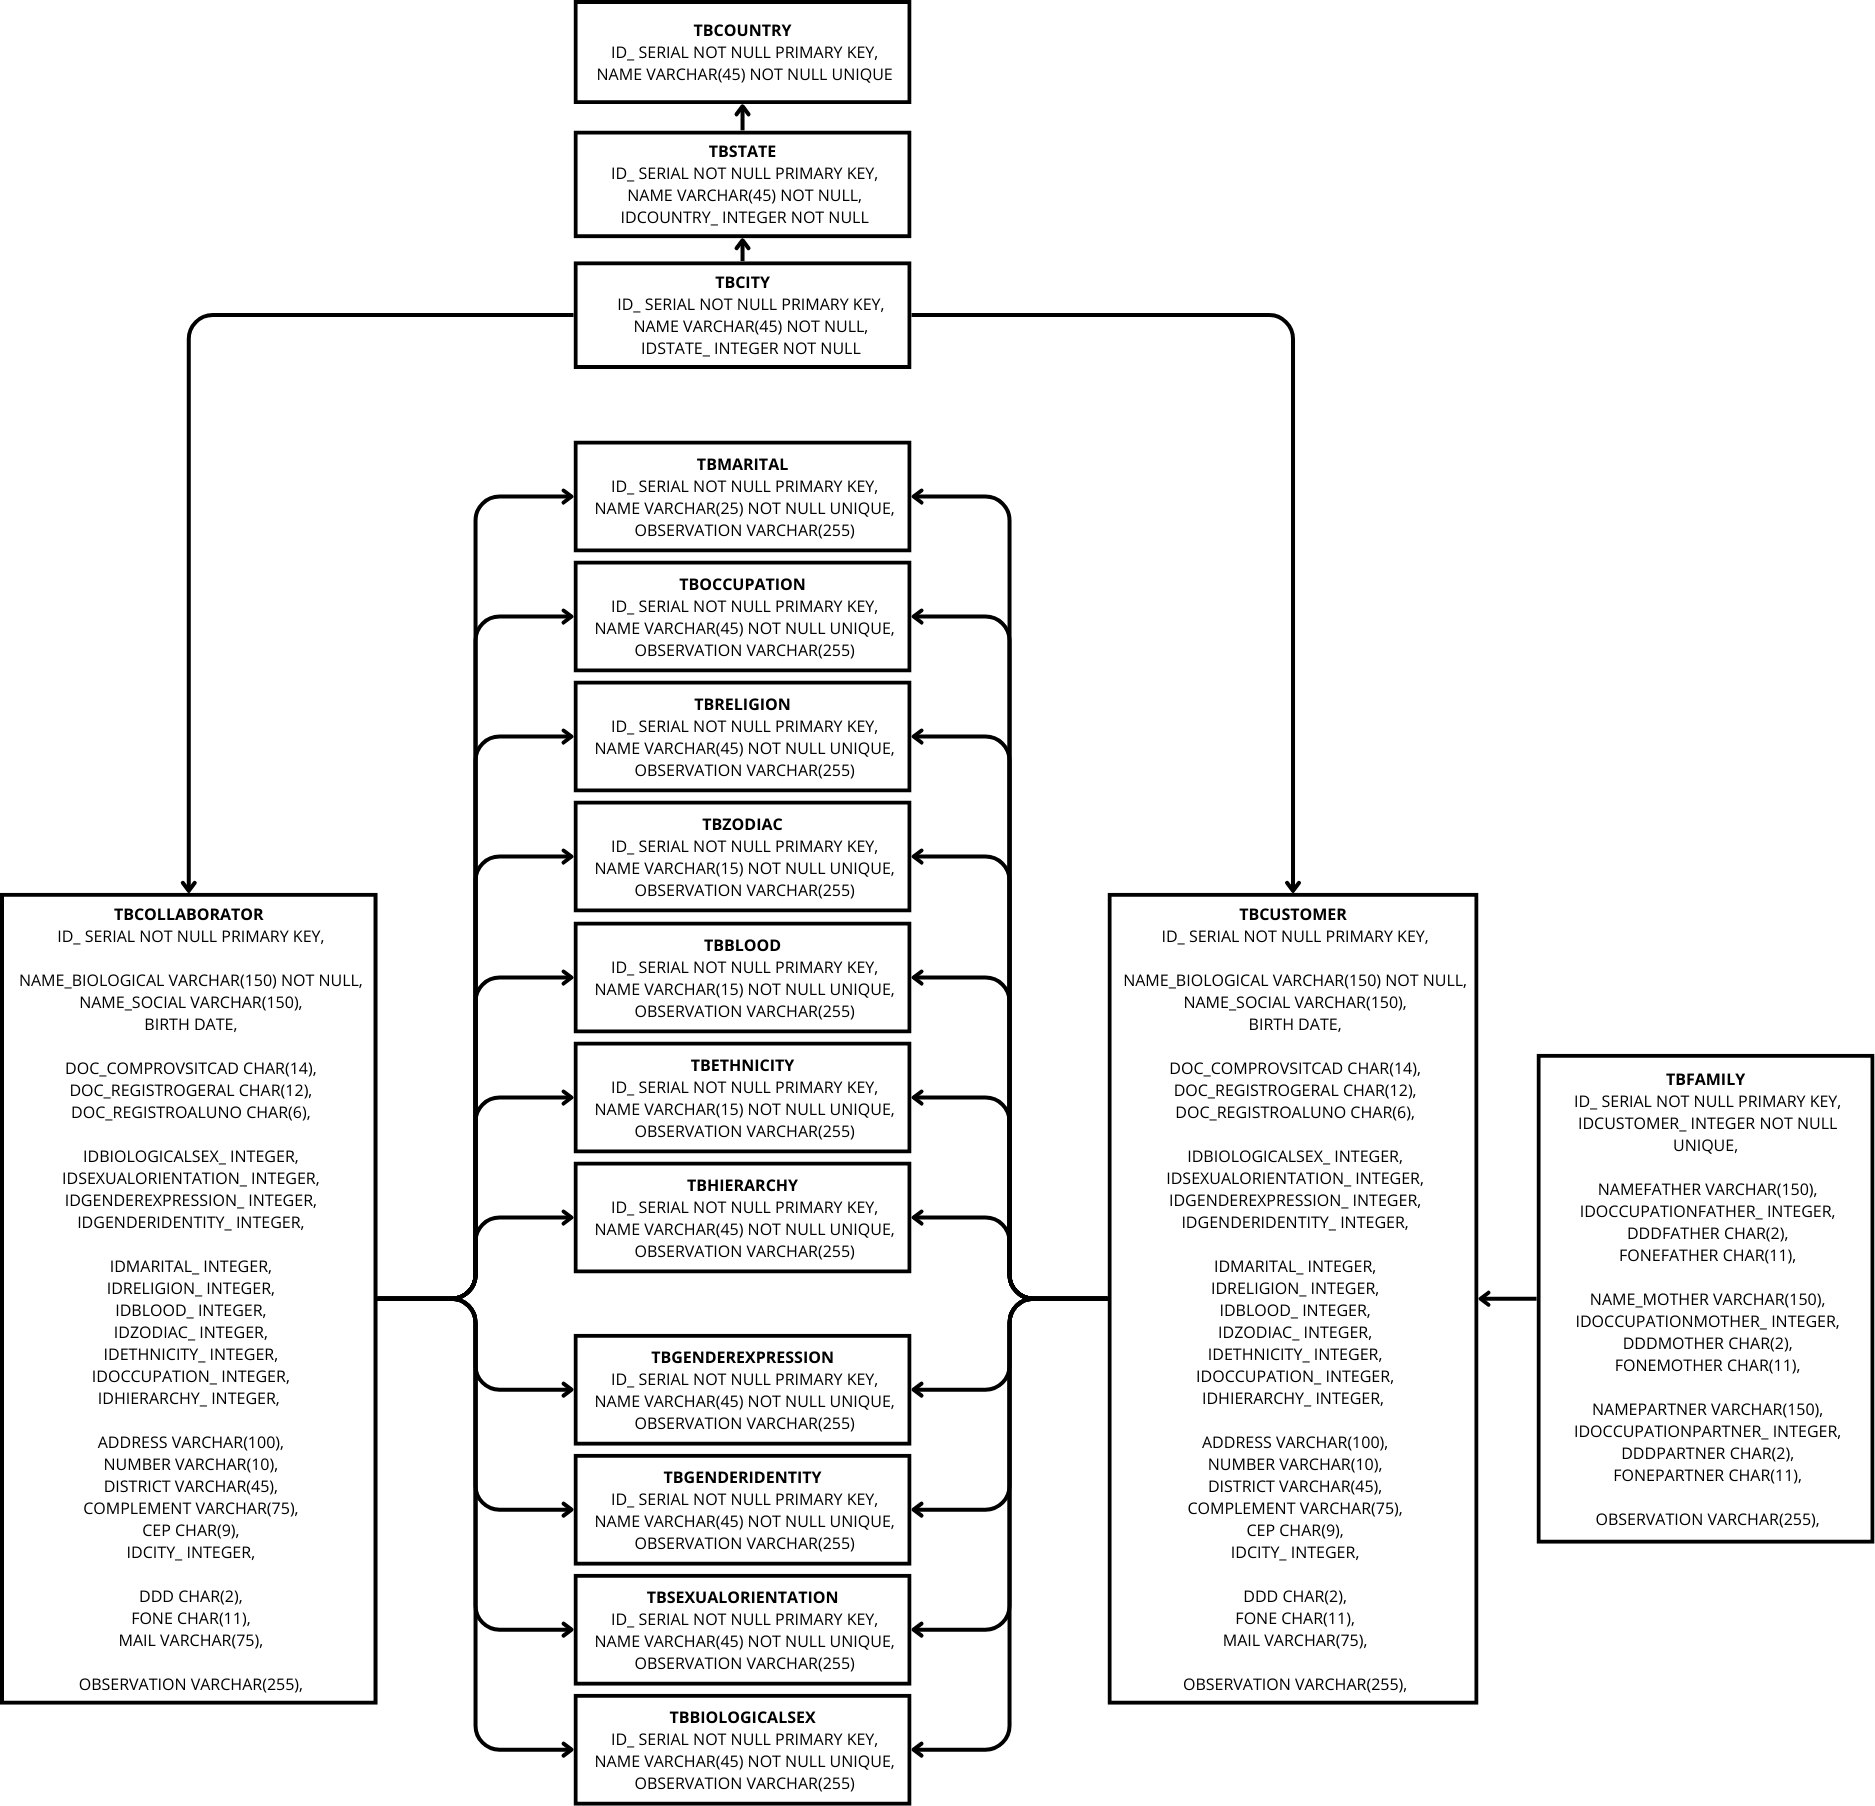 TBCOUNTRY
ID_ SERIAL NOT NULL PRIMARY KEY,
NAME VARCHAR(45) NOT NULL UNIQUE
TBSTATE
ID_ SERIAL NOT NULL PRIMARY KEY,
NAME VARCHAR(45) NOT NULL,
IDCOUNTRY_ INTEGER NOT NULL
TBCITY
ID_ SERIAL NOT NULL PRIMARY KEY,
NAME VARCHAR(45) NOT NULL,
IDSTATE_ INTEGER NOT NULL
TBMARITAL
ID_ SERIAL NOT NULL PRIMARY KEY,
NAME VARCHAR(25) NOT NULL UNIQUE,
OBSERVATION VARCHAR(255)
TBOCCUPATION
ID_ SERIAL NOT NULL PRIMARY KEY,
NAME VARCHAR(45) NOT NULL UNIQUE,
OBSERVATION VARCHAR(255)
TBRELIGION
ID_ SERIAL NOT NULL PRIMARY KEY,
NAME VARCHAR(45) NOT NULL UNIQUE,
OBSERVATION VARCHAR(255)
TBZODIAC
ID_ SERIAL NOT NULL PRIMARY KEY,
NAME VARCHAR(15) NOT NULL UNIQUE,
OBSERVATION VARCHAR(255)
TBBLOOD
ID_ SERIAL NOT NULL PRIMARY KEY,
NAME VARCHAR(15) NOT NULL UNIQUE,
OBSERVATION VARCHAR(255)
TBETHNICITY
ID_ SERIAL NOT NULL PRIMARY KEY,
NAME VARCHAR(15) NOT NULL UNIQUE,
OBSERVATION VARCHAR(255)
TBHIERARCHY
ID_ SERIAL NOT NULL PRIMARY KEY,
NAME VARCHAR(45) NOT NULL UNIQUE,
OBSERVATION VARCHAR(255)
TBGENDEREXPRESSION
ID_ SERIAL NOT NULL PRIMARY KEY,
NAME VARCHAR(45) NOT NULL UNIQUE,
OBSERVATION VARCHAR(255)
TBGENDERIDENTITY
ID_ SERIAL NOT NULL PRIMARY KEY,
NAME VARCHAR(45) NOT NULL UNIQUE,
OBSERVATION VARCHAR(255)
TBSEXUALORIENTATION
ID_ SERIAL NOT NULL PRIMARY KEY,
NAME VARCHAR(45) NOT NULL UNIQUE,
OBSERVATION VARCHAR(255)
TBBIOLOGICALSEX
ID_ SERIAL NOT NULL PRIMARY KEY,
NAME VARCHAR(45) NOT NULL UNIQUE,
OBSERVATION VARCHAR(255)
TBCOLLABORATOR
ID_ SERIAL NOT NULL PRIMARY KEY,
NAME_BIOLOGICAL VARCHAR(150) NOT NULL,
NAME_SOCIAL VARCHAR(150),
BIRTH DATE,
DOC_COMPROVSITCAD CHAR(14),
DOC_REGISTROGERAL CHAR(12),
DOC_REGISTROALUNO CHAR(6),
IDBIOLOGICALSEX_ INTEGER,
IDSEXUALORIENTATION_ INTEGER,
IDGENDEREXPRESSION_ INTEGER,
IDGENDERIDENTITY_ INTEGER,
IDMARITAL_ INTEGER,
IDRELIGION_ INTEGER,
IDBLOOD_ INTEGER,
IDZODIAC_ INTEGER,
IDETHNICITY_ INTEGER,
IDOCCUPATION_ INTEGER,
IDHIERARCHY_ INTEGER,
ADDRESS VARCHAR(100),
NUMBER VARCHAR(10),
DISTRICT VARCHAR(45),
COMPLEMENT VARCHAR(75),
CEP CHAR(9),
IDCITY_ INTEGER,
DDD CHAR(2),
FONE CHAR(11),
MAIL VARCHAR(75),
OBSERVATION VARCHAR(255),
TBCUSTOMER
ID_ SERIAL NOT NULL PRIMARY KEY,
NAME_BIOLOGICAL VARCHAR(150) NOT NULL,
NAME_SOCIAL VARCHAR(150),
BIRTH DATE,
DOC_COMPROVSITCAD CHAR(14),
DOC_REGISTROGERAL CHAR(12),
DOC_REGISTROALUNO CHAR(6),
IDBIOLOGICALSEX_ INTEGER,
IDSEXUALORIENTATION_ INTEGER,
IDGENDEREXPRESSION_ INTEGER,
IDGENDERIDENTITY_ INTEGER,
IDMARITAL_ INTEGER,
IDRELIGION_ INTEGER,
IDBLOOD_ INTEGER,
IDZODIAC_ INTEGER,
IDETHNICITY_ INTEGER,
IDOCCUPATION_ INTEGER,
IDHIERARCHY_ INTEGER,
ADDRESS VARCHAR(100),
NUMBER VARCHAR(10),
DISTRICT VARCHAR(45),
COMPLEMENT VARCHAR(75),
CEP CHAR(9),
IDCITY_ INTEGER,
DDD CHAR(2),
FONE CHAR(11),
MAIL VARCHAR(75),
OBSERVATION VARCHAR(255),
TBFAMILY
ID_ SERIAL NOT NULL PRIMARY KEY,
IDCUSTOMER_ INTEGER NOT NULL
UNIQUE,
NAMEFATHER VARCHAR(150),
IDOCCUPATIONFATHER_ INTEGER,
DDDFATHER CHAR(2),
FONEFATHER CHAR(11),
NAME_MOTHER VARCHAR(150),
IDOCCUPATIONMOTHER_ INTEGER,
DDDMOTHER CHAR(2),
FONEMOTHER CHAR(11),
NAMEPARTNER VARCHAR(150),
IDOCCUPATIONPARTNER_ INTEGER,
DDDPARTNER CHAR(2),
FONEPARTNER CHAR(11),
OBSERVATION VARCHAR(255),